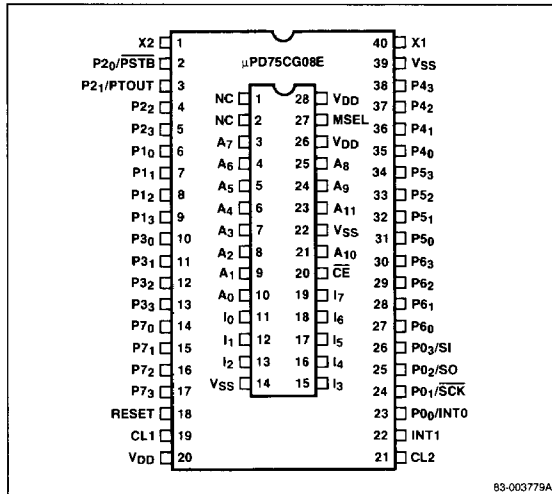 μPD75CG08E
X2 1 40 X1
P2₀/P̅S̅T̅B̅ 2 39 VSS
P2₁/PTOUT 3 38 P4₃
P2₂ 4 37 P4₂
P2₃ 5 36 P4₁
P1₀ 6 35 P4₀
P1₁ 7 34 P5₃
P1₂ 8 33 P5₂
P1₃ 9 32 P5₁
P3₀ 10 31 P5₀
P3₁ 11 30 P6₃
P3₂ 12 29 P6₂
P3₃ 13 28 P6₁
P7₀ 14 27 P6₀
P7₁ 15 26 P0₃/SI
P7₂ 16 25 P0₂/SO
P7₃ 17 24 P0₁/S̅C̅K̅
RESET 18 23 P0₀/INT0
CL1 19 22 INT1
VDD 20 21 CL2
NC 1 28 VDD
NC 2 27 MSEL
A₇ 3 26 VDD
A₆ 4 25 A₈
A₅ 5 24 A₉
A₄ 6 23 A₁₁
A₃ 7 22 VSS
A₂ 8 21 A₁₀
A₁ 9 20 C̅E̅
A₀ 10 19 I₇
I₀ 11 18 I₆
I₁ 12 17 I₅
I₂ 13 16 I₄
VSS 14 15 I₃
83-003779A